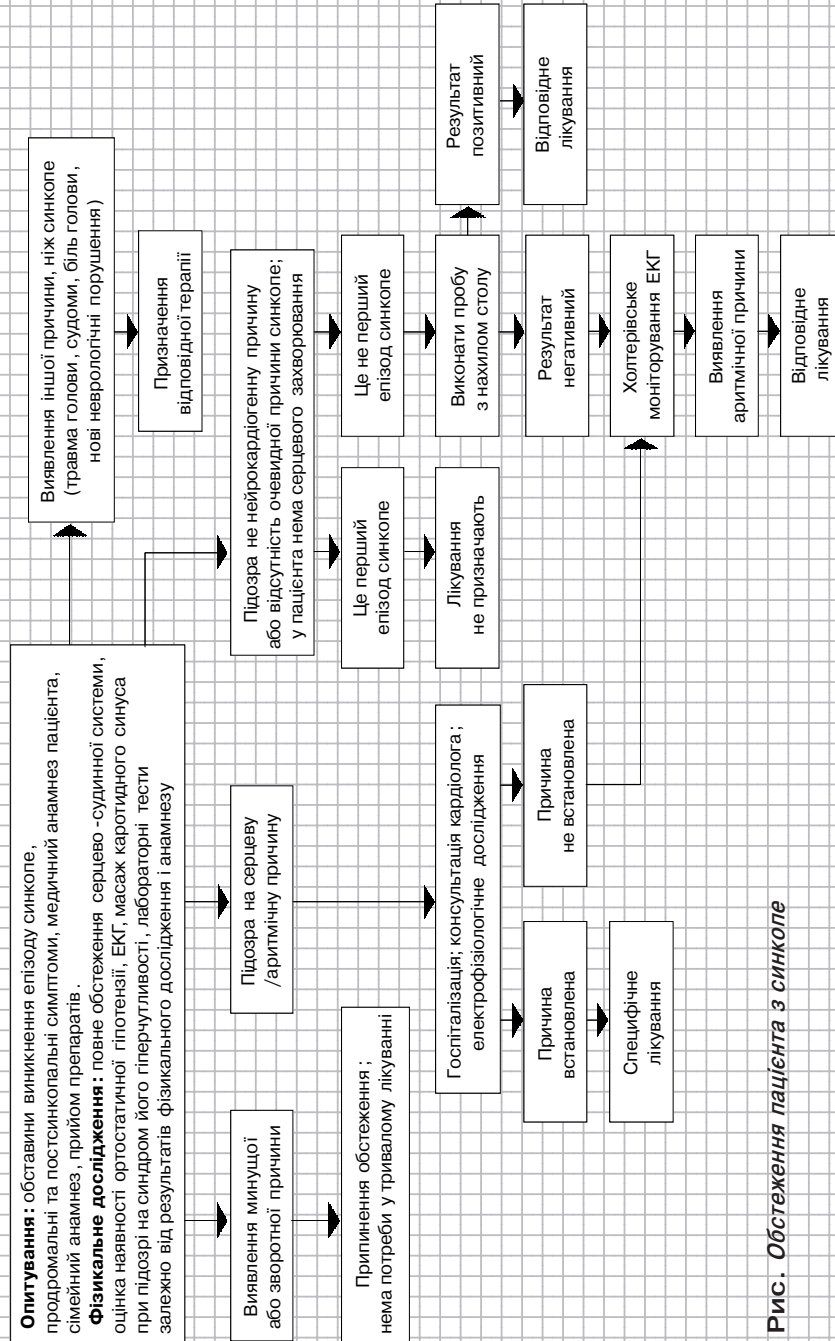 Опитування: обставини виникнення епізоду синкопе,
продромальні та постсинкопальні симптоми, медичний анамнез пацієнта,
сімейний анамнез, прийом препаратів.
Фізикальне дослідження: повне обстеження серцево-судинної системи,
оцінка наявності ортостатичної гіпотензії, ЕКГ, масаж каротидного синуса
при підозрі на синдром його гіперчутливості, лабораторні тести
залежно від результатів фізикального дослідження і анамнезу
Виявлення іншої причини, ніж синкопе
(травма голови, судоми, біль голови,
нові неврологічні порушення)
Призначення
відповідної терапії
Виявлення минущої
або зворотної причини
Припинення обстеження;
нема потреби у тривалому лікуванні
Підозра на серцеву
/аритмічну причину
Госпіталізація; консультація кардіолога;
електрофізіологічне дослідження
Причина
встановлена
Специфічне
лікування
Причина
не встановлена
Підозра не нейрокардіогенну причину
або відсутність очевидної причини синкопе;
у пацієнта нема серцевого захворювання
Це перший
епізод синкопе
Лікування
не призначають
Це не перший
епізод синкопе
Виконати пробу
з нахилом столу
Результат
позитивний
Відповідне
лікування
Результат
негативний
Холтерівське
моніторування ЕКГ
Виявлення
аритмічної причини
Відповідне
лікування
Рис. Обстеження пацієнта з синкопе